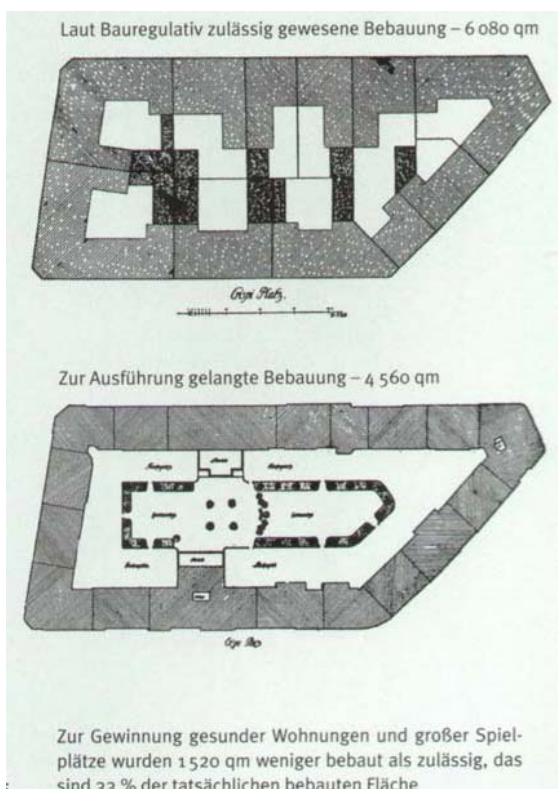 Laut Bauregulativ zulässig gewesene Bebauung – 6 080 qm
Zur Ausführung gelangte Bebauung – 4 560 qm
Zur Gewinnung gesunder Wohnungen und großer Spiel-
plätze wurden 1 520 qm weniger bebaut als zulässig, das
sind 33 % der tatsächlichen bebauten Fläche